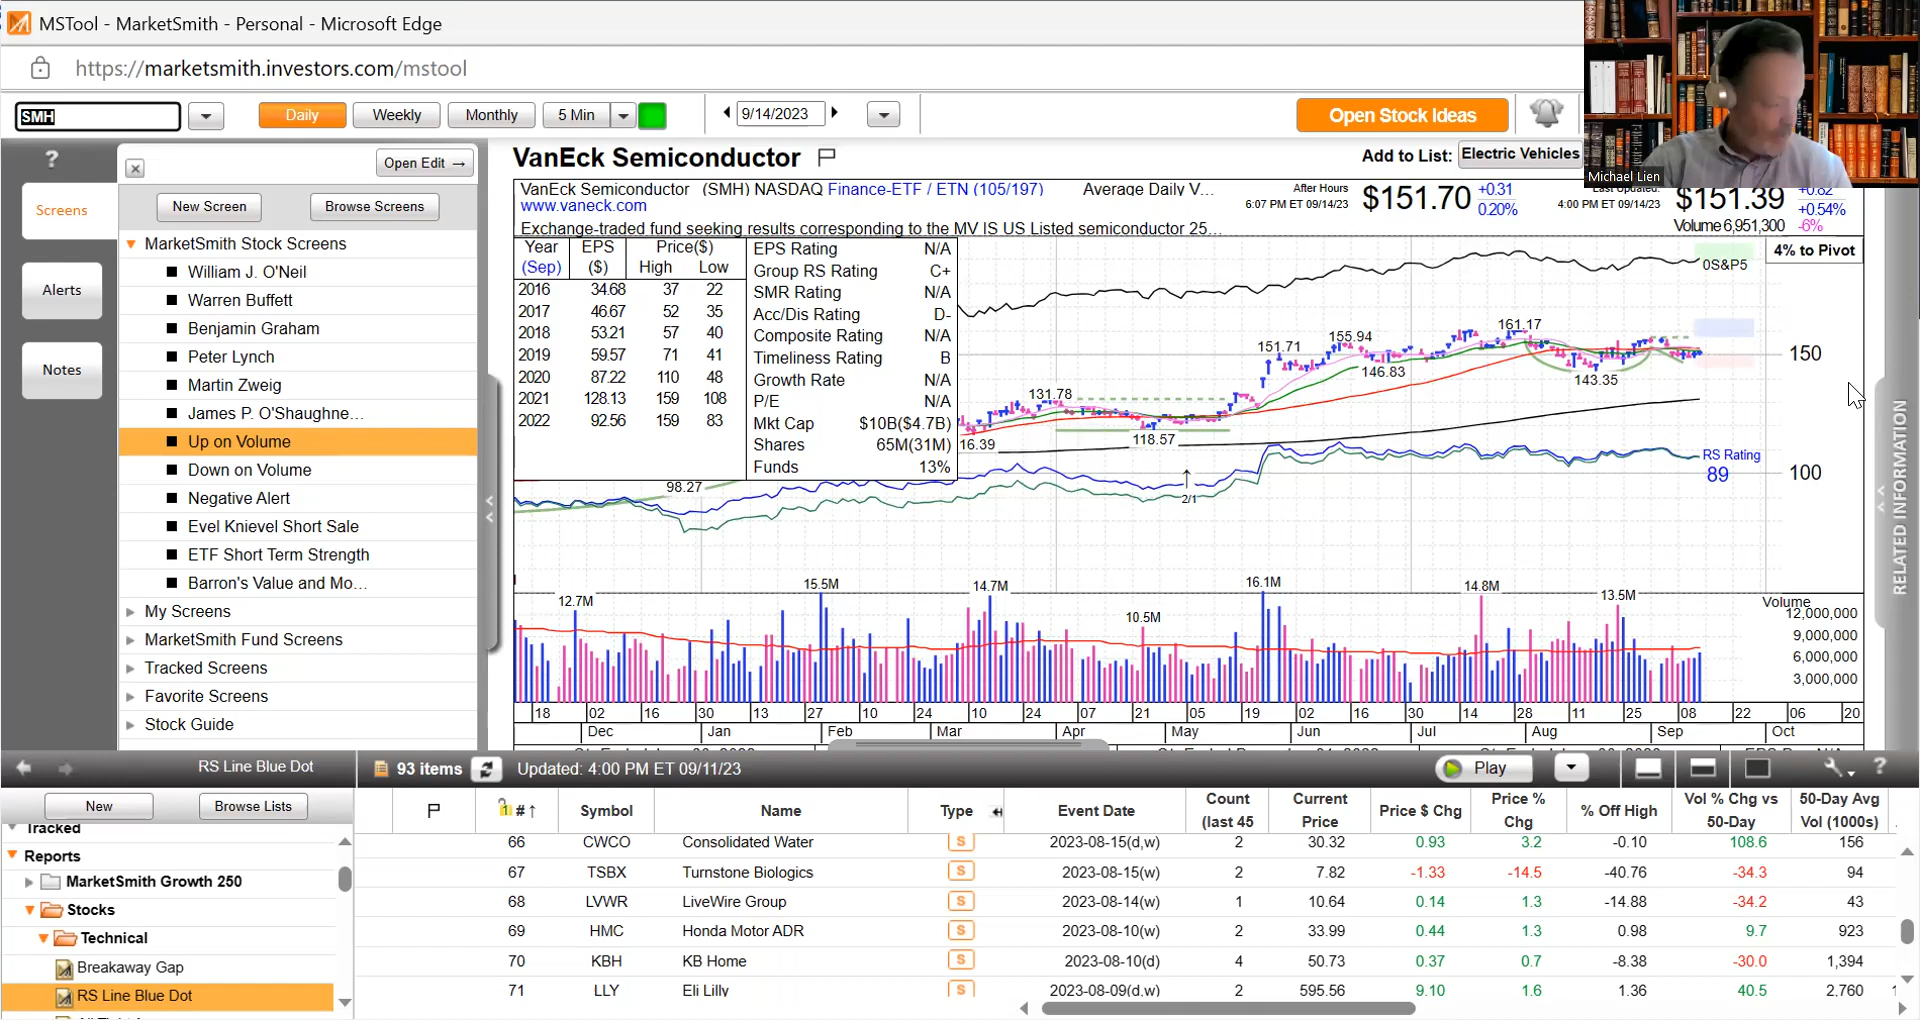 MSTool - MarketSmith - Personal - Microsoft Edge
https://marketsmith.investors.com/mstool
SMH
Daily
Weekly
Monthly
5 Min
9/14/2023
Open Stock Ideas
Michael Lien
?
Screens
Alerts
Notes
Open Edit →
New Screen
Browse Screens
MarketSmith Stock Screens
William J. O'Neil
Warren Buffett
Benjamin Graham
Peter Lynch
Martin Zweig
James P. O'Shaughne...
Up on Volume
Down on Volume
Negative Alert
Evel Knievel Short Sale
ETF Short Term Strength
Barron's Value and Mo...
My Screens
MarketSmith Fund Screens
Tracked Screens
Favorite Screens
Stock Guide
VanEck Semiconductor
Add to List: Electric Vehicles
VanEck Semiconductor (SMH) NASDAQ Finance-ETF / ETN (105/197) Average Daily V...
www.vaneck.com
Exchange-traded fund seeking results corresponding to the MV IS US Listed semiconductor 25...
After Hours
6:07 PM ET 09/14/23
$151.70
+0.31
0.20%
4:00 PM ET 09/14/23
$151.39
+0.82
+0.54%
Volume 6,951,300 -6%
Year EPS Price($)
(Sep) ($) High Low
2016 34.68 37 22
2017 46.67 52 35
2018 53.21 57 40
2019 59.57 71 41
2020 87.22 110 48
2021 128.13 159 108
2022 92.56 159 83
EPS Rating N/A
Group RS Rating C+
SMR Rating N/A
Acc/Dis Rating D-
Composite Rating N/A
Timeliness Rating B
Growth Rate N/A
P/E N/A
Mkt Cap $10B($4.7B)
Shares 65M(31M)
Funds 13%
4% to Pivot
0S&P5
161.17
155.94
151.71
146.83
143.35
131.78
118.57
16.39
98.27
2/1
150
100
RS Rating
89
RELATED INFORMATION
12.7M
15.5M
14.7M
10.5M
16.1M
14.8M
13.5M
Volume
12,000,000
9,000,000
6,000,000
3,000,000
18 02 16 30 13 27 10 24 10 24 07 21 05 19 02 16 30 14 28 11 25 08 22 06 20
Dec Jan Feb Mar Apr May Jun Jul Aug Sep Oct
RS Line Blue Dot
93 items
Updated: 4:00 PM ET 09/11/23
Play
?
New
Browse Lists
Tracked
Reports
MarketSmith Growth 250
Stocks
Technical
Breakaway Gap
RS Line Blue Dot
# ↑ Symbol Name Type Event Date Count (last 45 Current Price Price $ Chg Price % Chg % Off High Vol % Chg vs 50-Day 50-Day Avg Vol (1000s)
66 CWCO Consolidated Water S 2023-08-15(d,w) 2 30.32 0.93 3.2 -0.10 108.6 156
67 TSBX Turnstone Biologics S 2023-08-15(w) 2 7.82 -1.33 -14.5 -40.76 -34.3 94
68 LVWR LiveWire Group S 2023-08-14(w) 1 10.64 0.14 1.3 -14.88 -34.2 43
69 HMC Honda Motor ADR S 2023-08-10(w) 2 33.99 0.44 1.3 0.98 9.7 923
70 KBH KB Home S 2023-08-10(d) 4 50.73 0.37 0.7 -8.38 -30.0 1,394
71 LLY Eli Lilly S 2023-08-09(d,w) 2 595.56 9.10 1.6 1.36 40.5 2,760